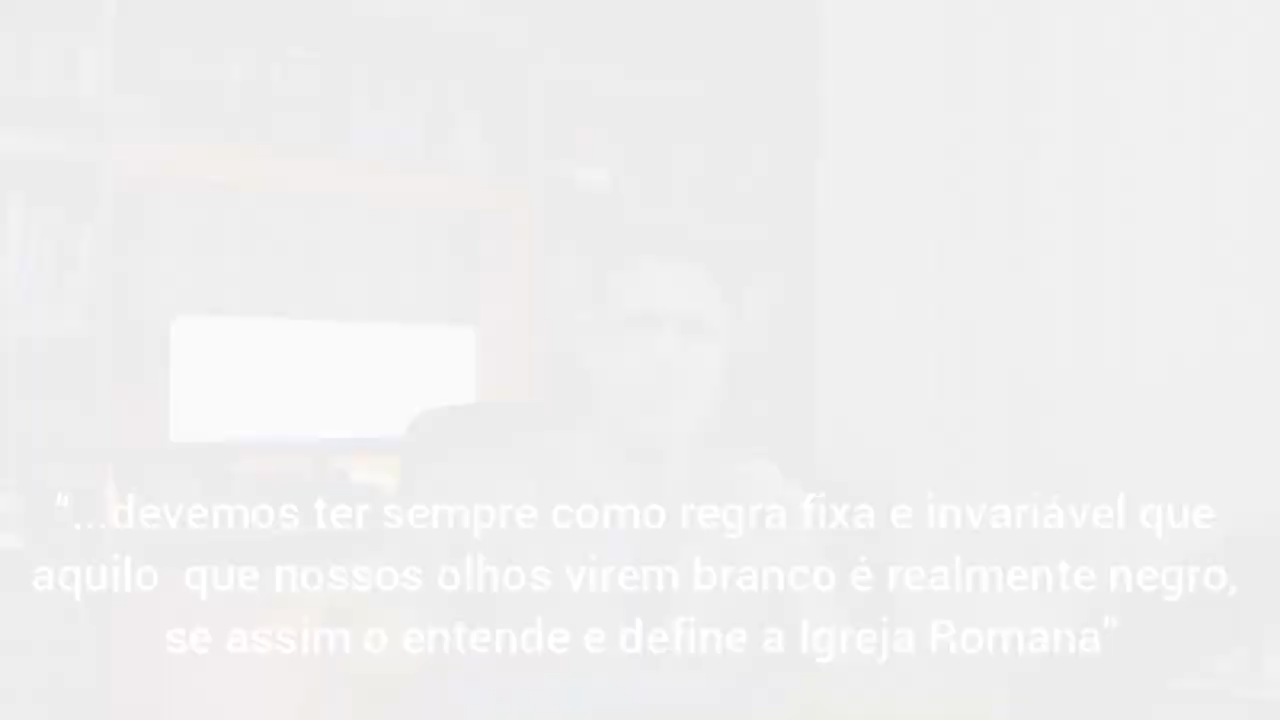 “...devemos ter sempre como regra fixa e invariável que
aquilo que nossos olhos virem branco é realmente negro,
se assim o entende e define a Igreja Romana”